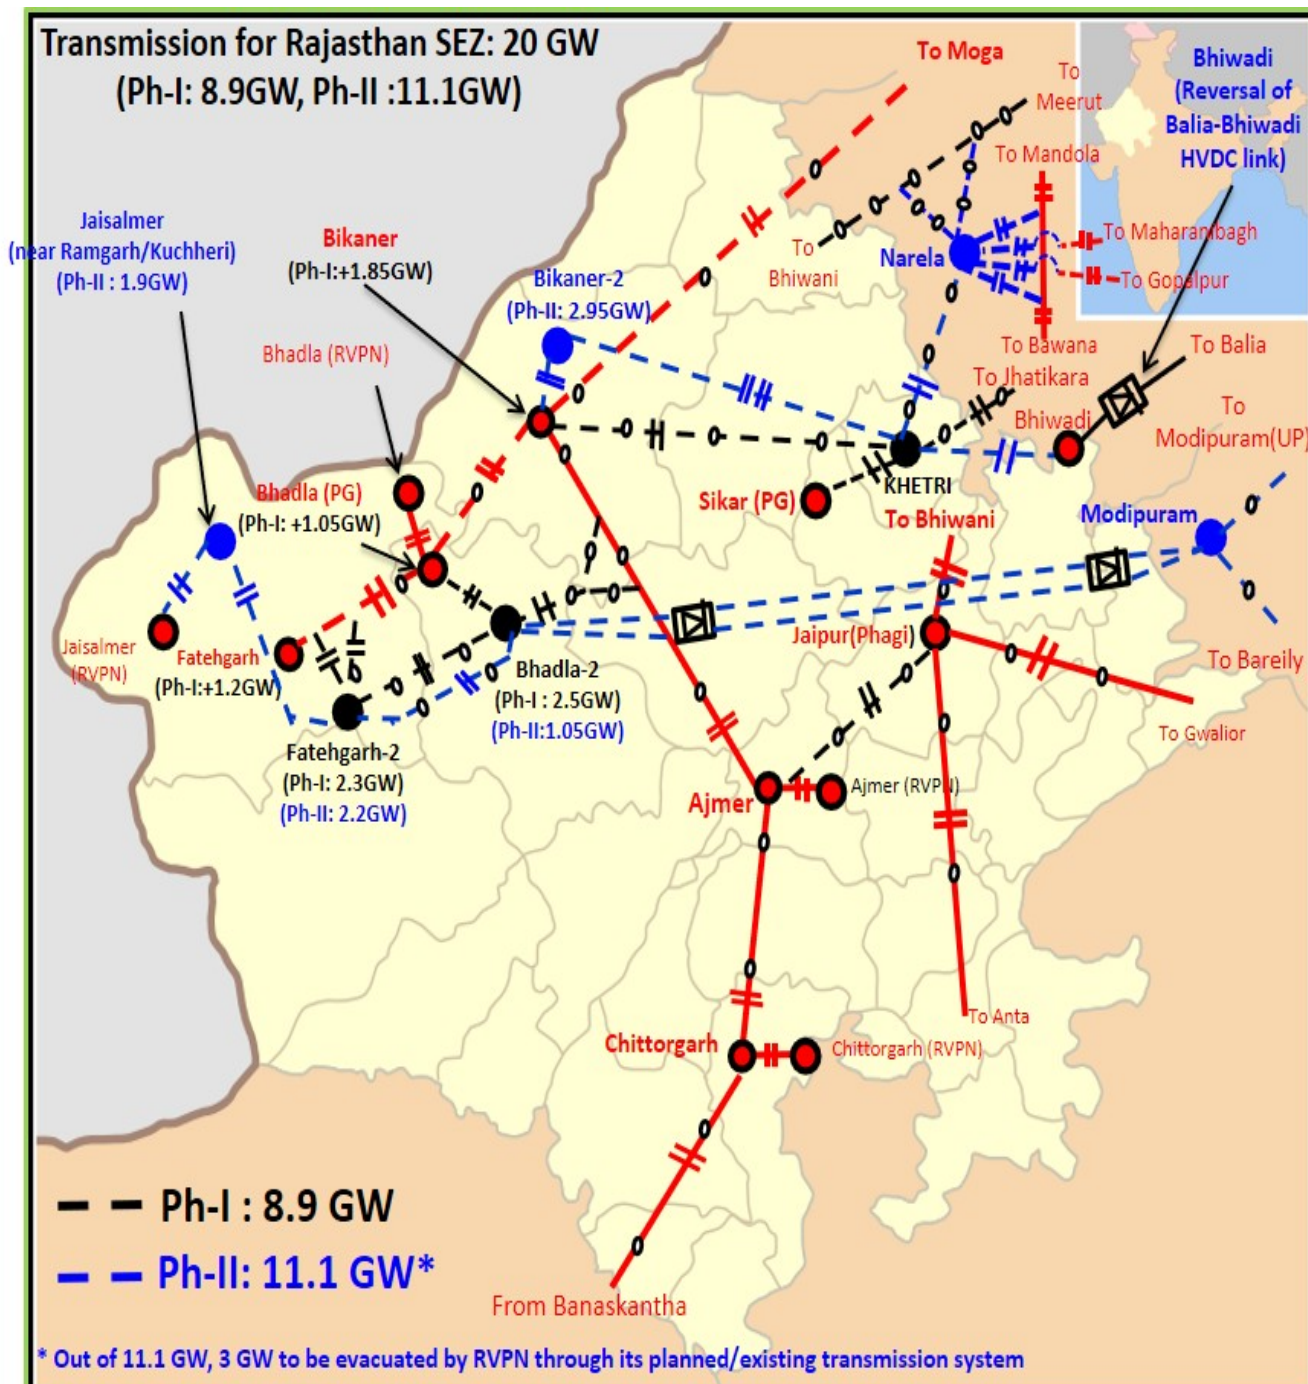 Transmission for Rajasthan SEZ: 20 GW
(Ph-I: 8.9GW, Ph-II :11.1GW)
To Moga
To
Meerut
Bhiwadi
(Reversal of
Balia-Bhiwadi
HVDC link)
To Mandola
Jaisalmer
(near Ramgarh/Kuchheri)
(Ph-II : 1.9GW)
Bikaner
(Ph-I:+1.85GW)
To
Bhiwani
Narela
To Maharanibagh
To Gopalpur
Bikaner-2
(Ph-II: 2.95GW)
Bhadla (RVPN)
To Bawana
To Jhatikara
To Balia
Bhiwadi
To
Modipuram(UP)
Bhadla (PG)
(Ph-I: +1.05GW)
Sikar (PG)
KHETRI
To Bhiwani
Modipuram
Jaisalmer
(RVPN)
Fatehgarh
(Ph-I:+1.2GW)
Bhadla-2
(Ph-I : 2.5GW)
(Ph-II:1.05GW)
Jaipur(Phagi)
To Bareily
To Gwalior
Fatehgarh-2
(Ph-I: 2.3GW)
(Ph-II: 2.2GW)
Ajmer
Ajmer (RVPN)
To Anta
Chittorgarh
Chittorgarh (RVPN)
Ph-I : 8.9 GW
Ph-II: 11.1 GW*
From Banaskantha
* Out of 11.1 GW, 3 GW to be evacuated by RVPN through its planned/existing transmission system